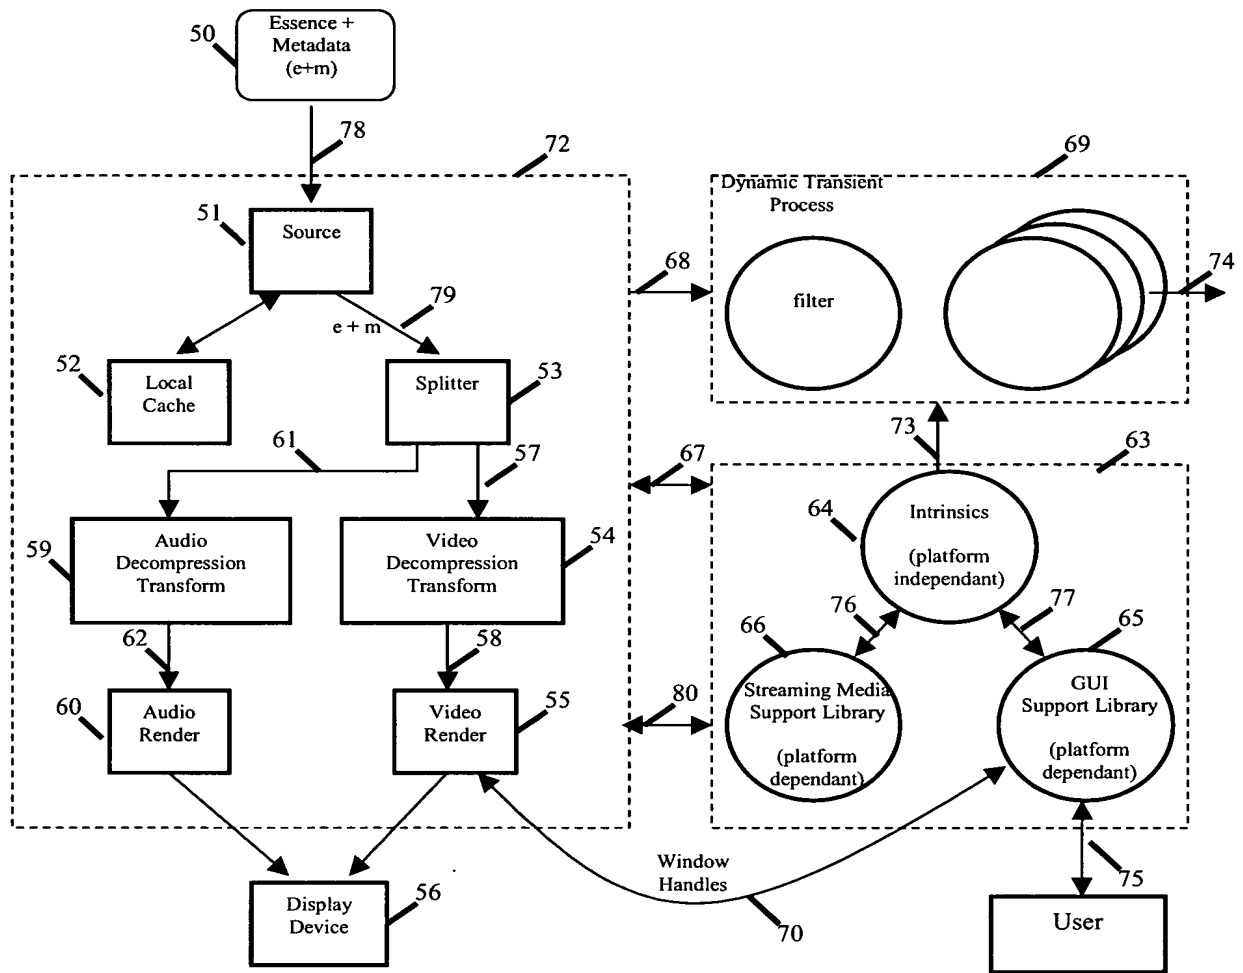 Essence +
Metadata
(e+m)
50
78
72
69
Dynamic Transient
Process
51
Source
68
74
79
filter
e + m
52
Local
Cache
53
Splitter
61
57
73
63
67
64
Intrinsics
(platform
independant)
59
Audio
Decompression
Transform
Video
Decompression
Transform
54
76
77
62
58
66
65
60
Audio
Render
Video
Render
55
80
Streaming Media
Support Library
(platform
dependant)
GUI
Support Library
(platform
dependant)
Window
Handles
75
Display
Device
56
70
User